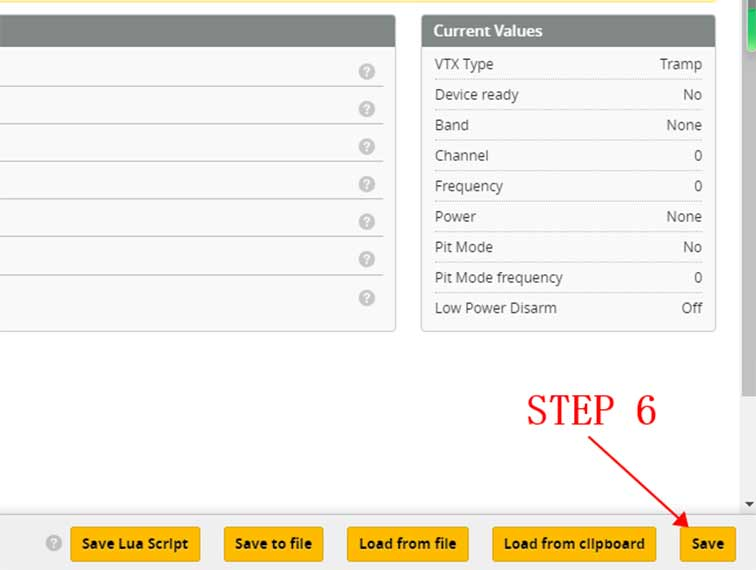 Current Values
VTX Type Tramp
Device ready No
Band None
Channel 0
Frequency 0
Power None
Pit Mode No
Pit Mode frequency 0
Low Power Disarm Off
STEP 6
Save Lua Script Save to file Load from file Load from clipboard Save